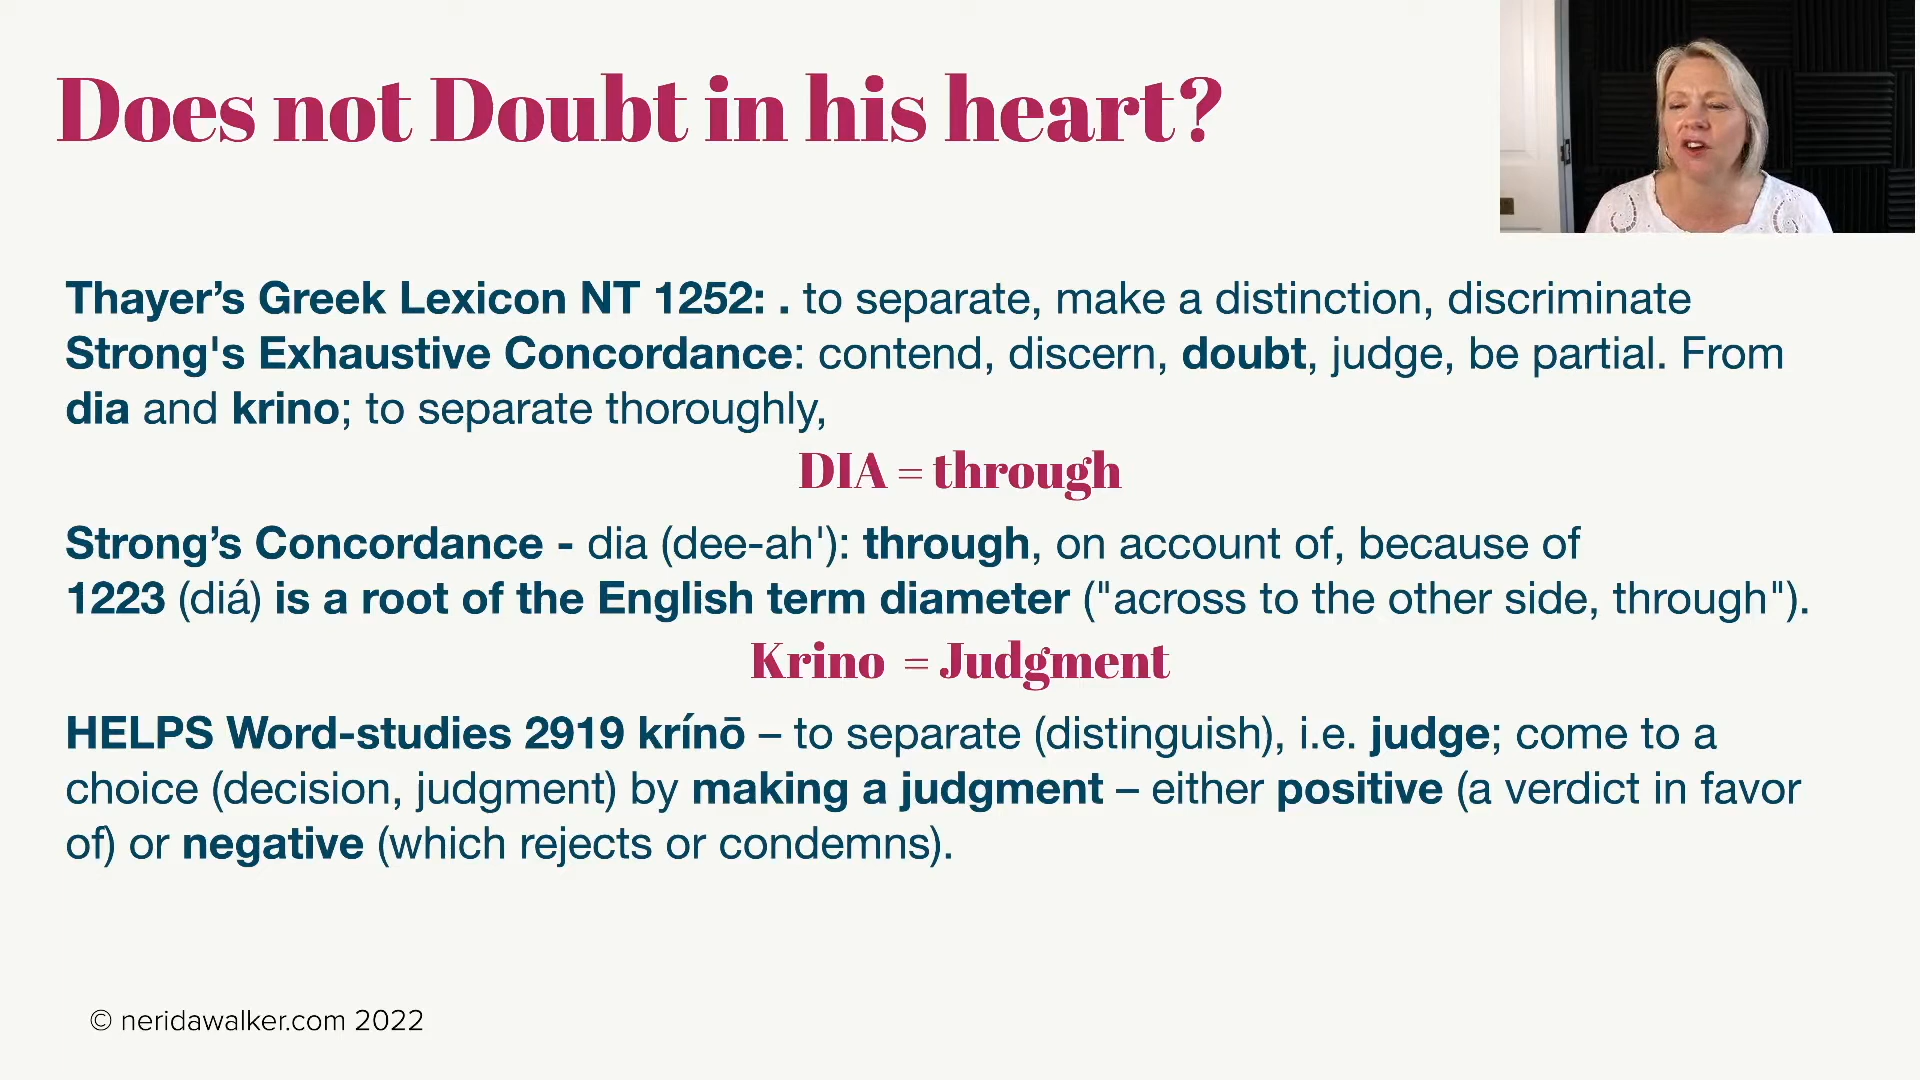 Does not Doubt in his heart?
Thayer’s Greek Lexicon NT 1252: . to separate, make a distinction, discriminate
Strong's Exhaustive Concordance: contend, discern, doubt, judge, be partial. From
dia and krino; to separate thoroughly,
DIA = through
Strong’s Concordance - dia (dee-ah'): through, on account of, because of
1223 (diá) is a root of the English term diameter ("across to the other side, through").
Krino = Judgment
HELPS Word-studies 2919 krínō – to separate (distinguish), i.e. judge; come to a
choice (decision, judgment) by making a judgment – either positive (a verdict in favor
of) or negative (which rejects or condemns).
© neridawalker.com 2022